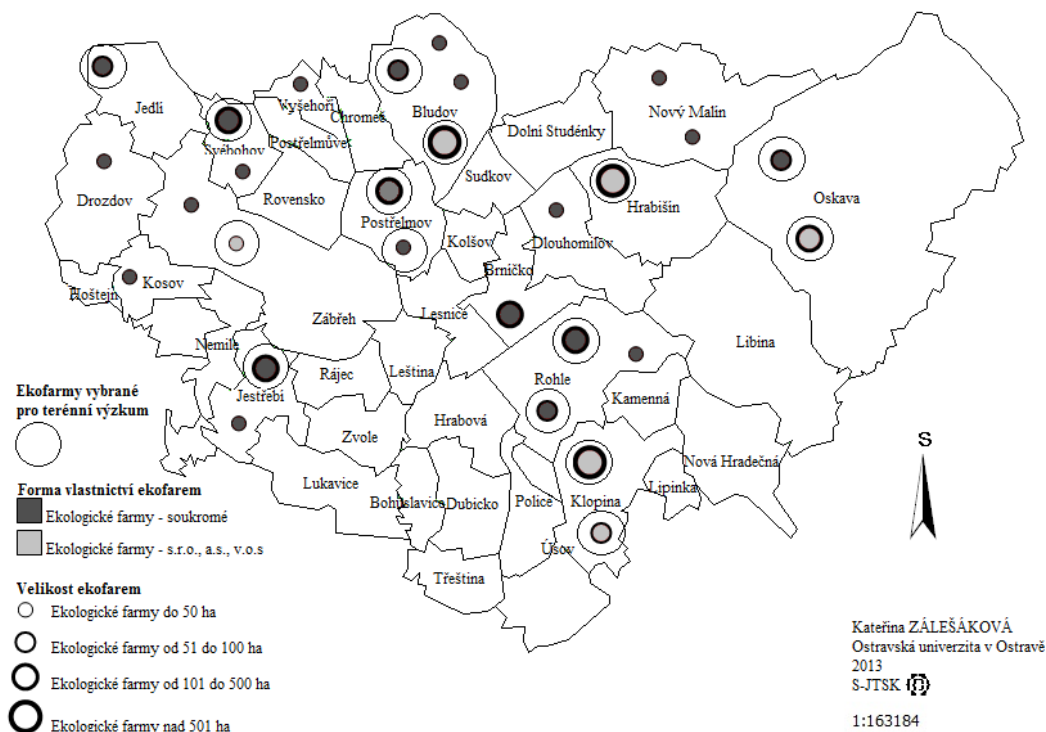 Jedlí
Vyšehoří
Chromeč
Bludov
Nový Malín
Svébohov
Postřelmůvet
Dolní Studénky
Drozdov
Rovensko
Sudkov
Hrabišín
Oskava
Postřelmov
Kolšov
Dlouhomilov
Brníčko
Hoštejn
Kosov
Zábřeh
Lesnice
Nemile
Libina
Jestřebí
Rájec
Leština
Rohle
Kamenná
Hrabová
Zvole
Nová Hradečná
Lukavice
Bohuslavice
Dubicko
Police
Klopina
Lipinka
Úsov
Třeština
Ekofarmy vybrané
pro terénní výzkum
Forma vlastnictví ekofarem
Ekologické farmy - soukromé
Ekologické farmy - s.r.o., a.s., v.o.s
Velikost ekofarem
Ekologické farmy do 50 ha
Ekologické farmy od 51 do 100 ha
Ekologické farmy od 101 do 500 ha
Ekologické farmy nad 501 ha
S
Kateřina ZÁLEŠÁKOVÁ
Ostravská univerzita v Ostravě
2013
S-JTSK
1:163184